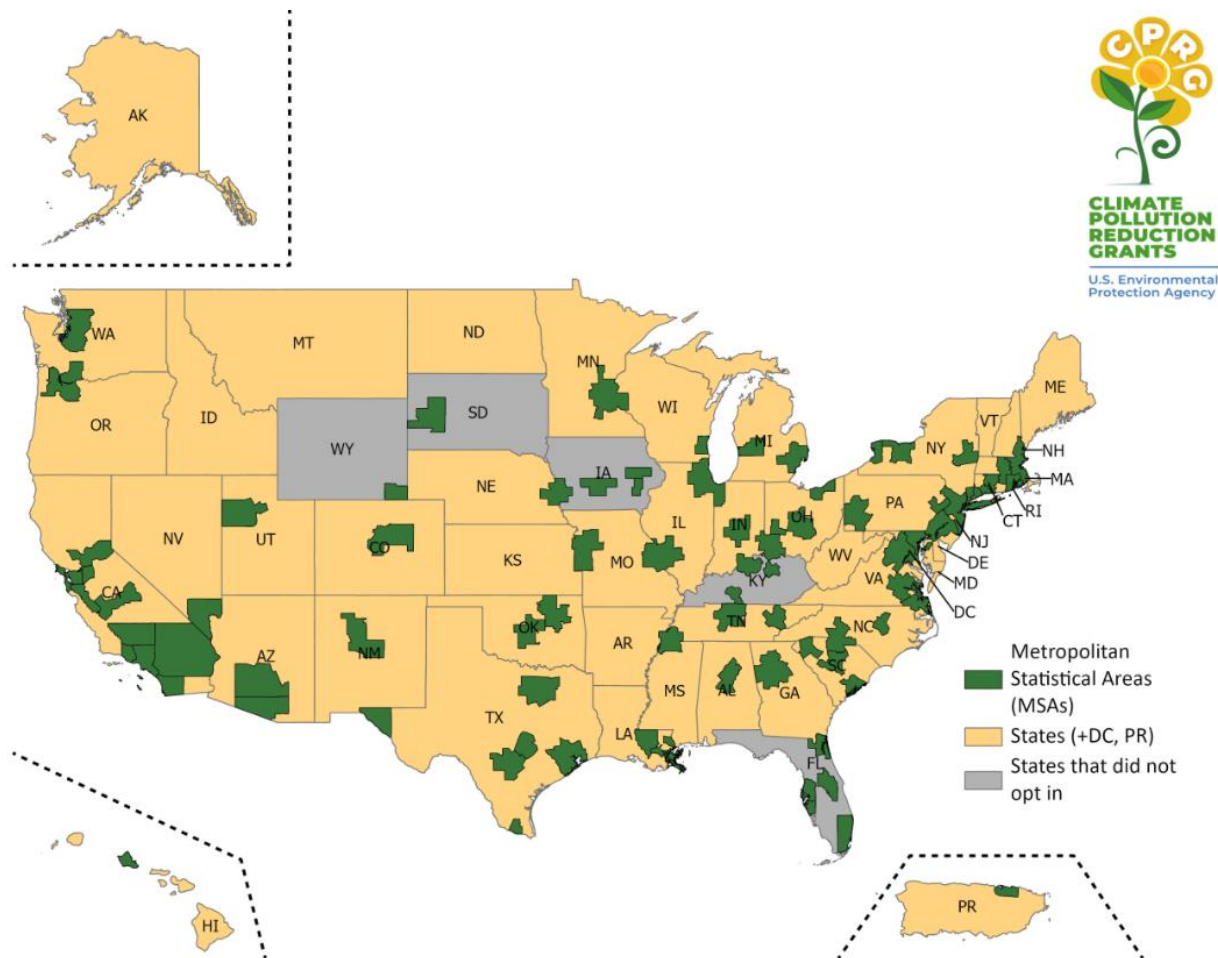 CPRG
AK
CLIMATE
POLLUTION
REDUCTION
GRANTS
U.S. Environmental
Protection Agency
WA
MT
ND
MN
ME
OR
ID
SD
WI
MI
NY
VT
NH
WY
IA
MA
NE
PA
RI
CT
NV
UT
CO
IL
IN
OH
NJ
KS
MO
WV
DE
CA
KY
VA
MD
DC
AZ
NM
OK
AR
TN
NC
SC
MS
AL
GA
TX
LA
FL
Metropolitan
Statistical Areas
(MSAs)
States (+DC, PR)
States that did not
opt in
HI
PR